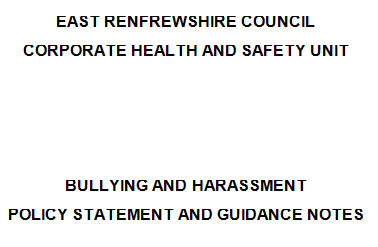 EAST RENFREWSHIRE COUNCIL
CORPORATE HEALTH AND SAFETY UNIT
BULLYING AND HARASSMENT
POLICY STATEMENT AND GUIDANCE NOTES